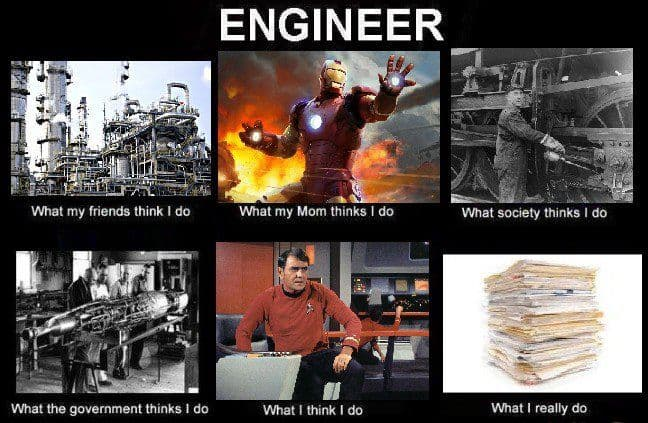 ENGINEER
What my friends think I do
What my Mom thinks I do
What society thinks I do
What the government thinks I do
What I think I do
What I really do